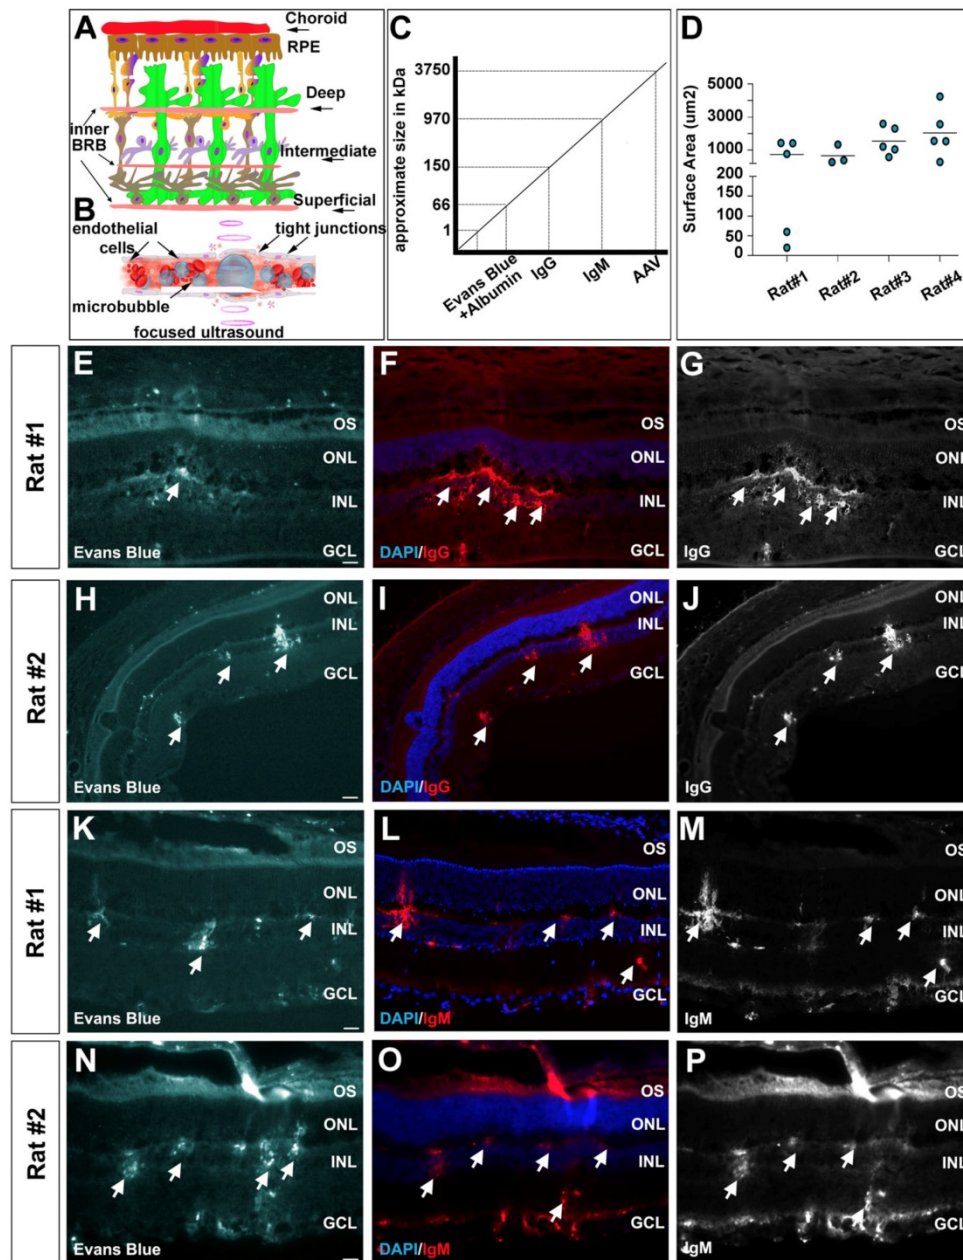 A
Choroid
RPE
Deep
inner
BRB
Intermediate
Superficial
B
endothelial
cells
tight junctions
microbubble
focused ultrasound
C
approximate size in kDa
3750
970
150
66
1
Evans Blue
+Albumin
IgG
IgM
AAV
D
Surface Area (um2)
5000
3000
1000
200
150
100
50
0
Rat#1
Rat#2
Rat#3
Rat#4
Rat #1
E
OS
ONL
INL
GCL
Evans Blue
F
OS
ONL
INL
GCL
DAPI/IgG
G
OS
ONL
INL
GCL
IgG
Rat #2
H
ONL
INL
GCL
Evans Blue
I
ONL
INL
GCL
DAPI/IgG
J
ONL
INL
GCL
IgG
Rat #1
K
OS
ONL
INL
GCL
Evans Blue
L
OS
ONL
INL
GCL
DAPI/IgM
M
OS
ONL
INL
GCL
IgM
Rat #2
N
OS
ONL
INL
GCL
Evans Blue
O
OS
ONL
INL
GCL
DAPI/IgM
P
OS
ONL
INL
GCL
IgM